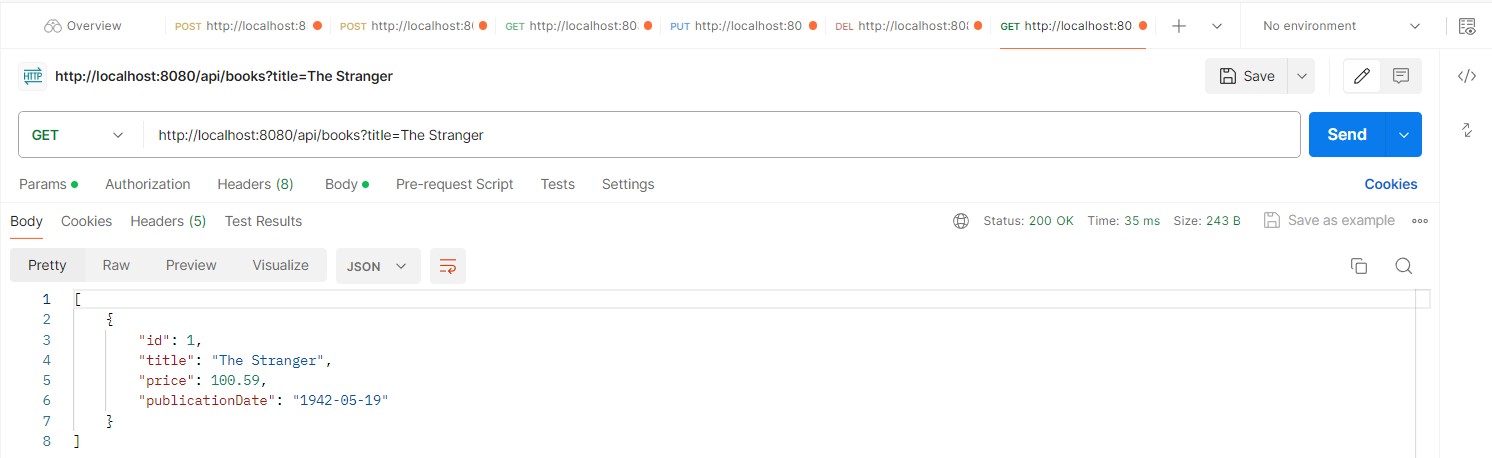 Overview POST http://localhost:8 POST http://localhost:8 GET http://localhost:80 PUT http://localhost:80 DEL http://localhost:80 GET http://localhost:80 No environment
HTTP http://localhost:8080/api/books?title=The Stranger Save
GET http://localhost:8080/api/books?title=The Stranger Send
Params Authorization Headers (8) Body Pre-request Script Tests Settings Cookies
Body Cookies Headers (5) Test Results Status: 200 OK Time: 35 ms Size: 243 B Save as example
Pretty Raw Preview Visualize JSON
1 [
2 {
3 "id": 1,
4 "title": "The Stranger",
5 "price": 100.59,
6 "publicationDate": "1942-05-19"
7 }
8 ]